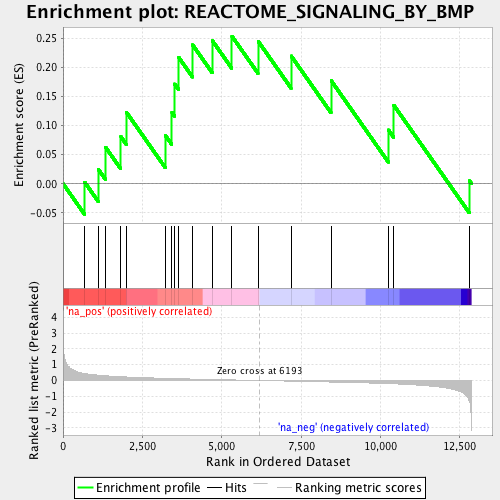 Enrichment plot: REACTOME_SIGNALING_BY_BMP
Enrichment score (ES)
0.25
0.20
0.15
0.10
0.05
0.00
-0.05
'na_pos' (positively correlated)
Ranked list metric (PreRanked)
4
3
2
1
0
-1
-2
-3
Zero cross at 6193
'na_neg' (negatively correlated)
0
2,500
5,000
7,500
10,000
12,500
Rank in Ordered Dataset
Enrichment profile
Hits
Ranking metric scores